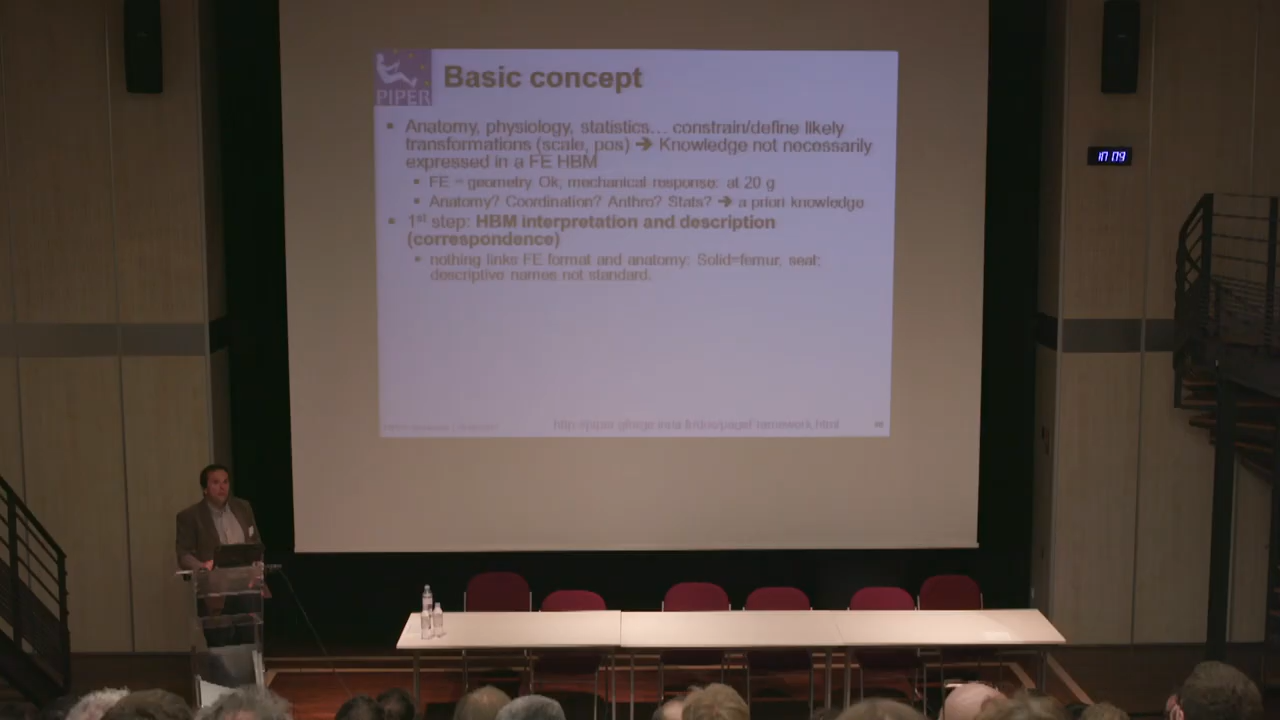 PIPER
Basic concept
Anatomy, physiology, statistics… constrain/define likely
transformations (scale, pos) ➔ Knowledge not necessarily
expressed in a FE HBM
FE = geometry Ok, mechanical response: at 20 g
Anatomy? Coordination? Anthro? Stats? ➔ a priori knowledge
1st step: HBM interpretation and description
(correspondence)
nothing links FE format and anatomy: Solid=femur, seat;
descriptive names not standard.
17:09